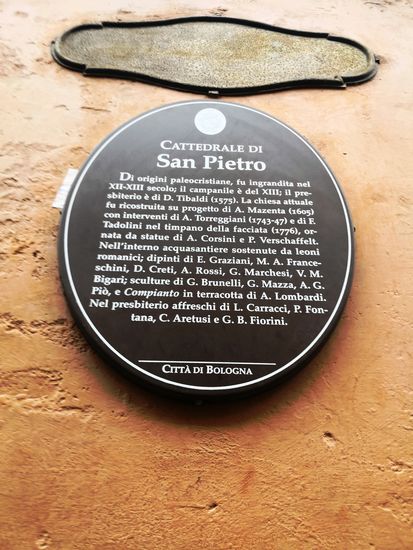 CATTEDRALE DI
San Pietro
Di origini paleocristiane, fu ingrandita nel
XII-XIII secolo; il campanile è del XIII; il pre-
sbiterio è di D. Tibaldi (1575). La chiesa attuale
fu ricostruita su progetto di A. Mazenta (1605)
con interventi di A. Torreggiani (1743-47) e di F.
Tadolini nel timpano della facciata (1776), or-
nata da statue di A. Corsini e P. Verschaffelt.
Nell'interno acquasantiere sostenute da leoni
romanici; dipinti di E. Graziani, M. A. France-
schini, D. Creti, A. Rossi, G. Marchesi, V. M.
Bigari; sculture di G. Brunelli, G. Mazza, A. G.
Piò, e Compianto in terracotta di A. Lombardi.
Nel presbiterio affreschi di L. Carracci, P. Fon-
tana, C. Aretusi e G. B. Fiorini.
CITTÀ DI BOLOGNA